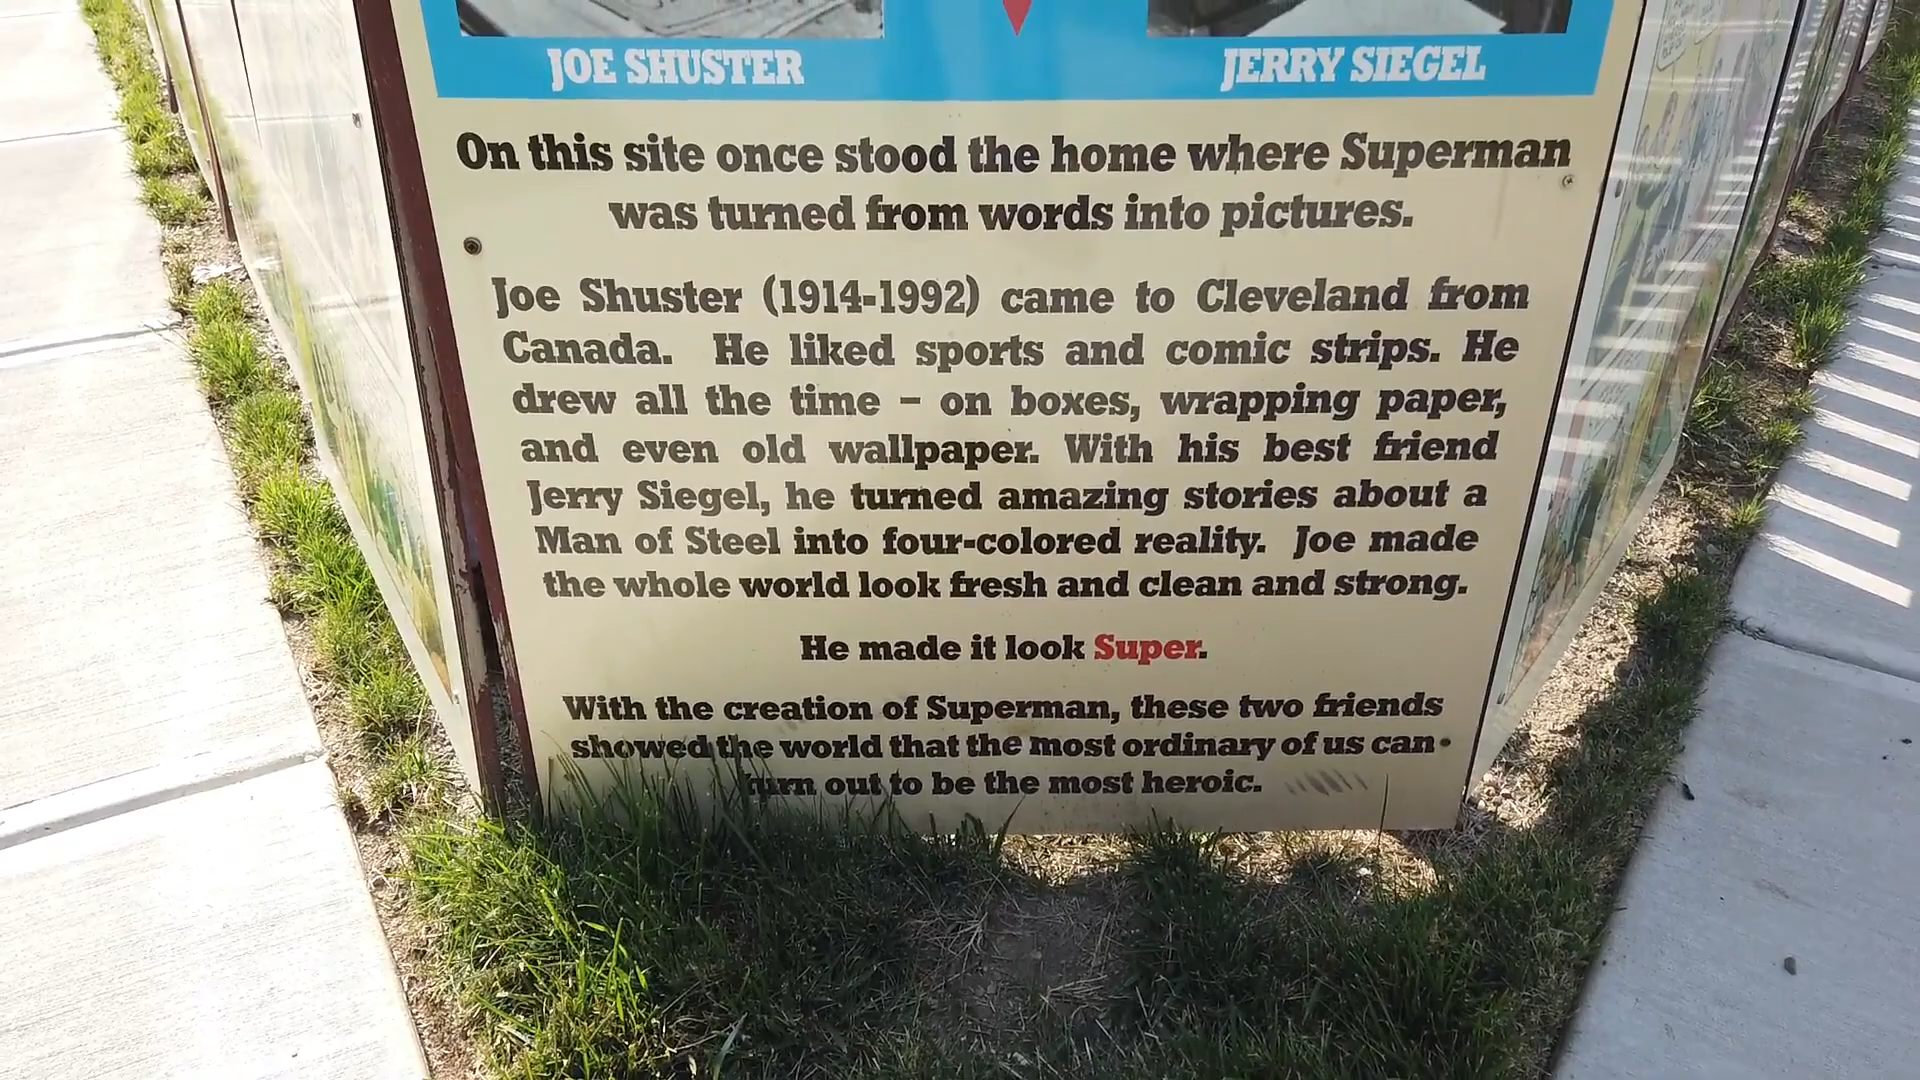 JOE SHUSTER
JERRY SIEGEL
On this site once stood the home where Superman
was turned from words into pictures.
Joe Shuster (1914-1992) came to Cleveland from
Canada. He liked sports and comic strips. He
drew all the time – on boxes, wrapping paper,
and even old wallpaper. With his best friend
Jerry Siegel, he turned amazing stories about a
Man of Steel into four-colored reality. Joe made
the whole world look fresh and clean and strong.
He made it look Super.
With the creation of Superman, these two friends
showed the world that the most ordinary of us can
turn out to be the most heroic.